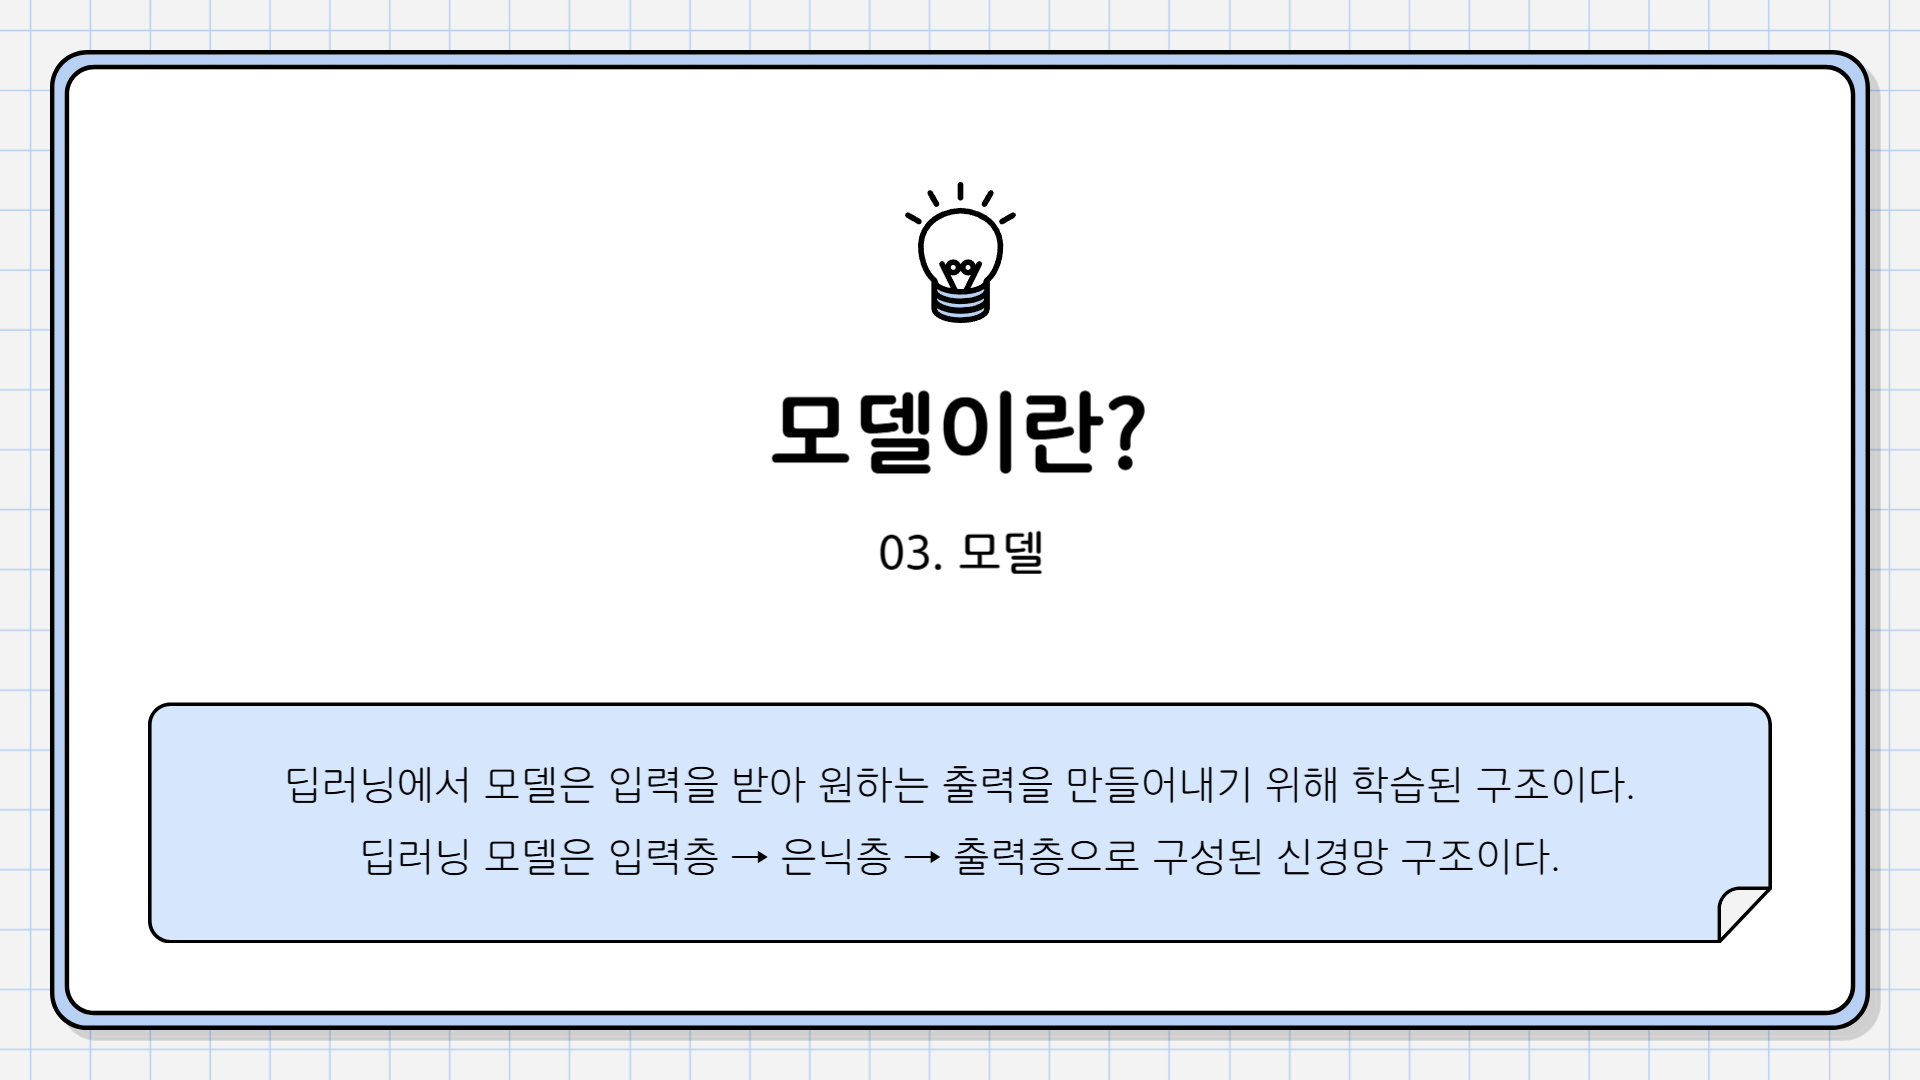 모델이란?
03. 모델
딥러닝에서 모델은 입력을 받아 원하는 출력을 만들어내기 위해 학습된 구조이다.
딥러닝 모델은 입력층 → 은닉층 → 출력층으로 구성된 신경망 구조이다.